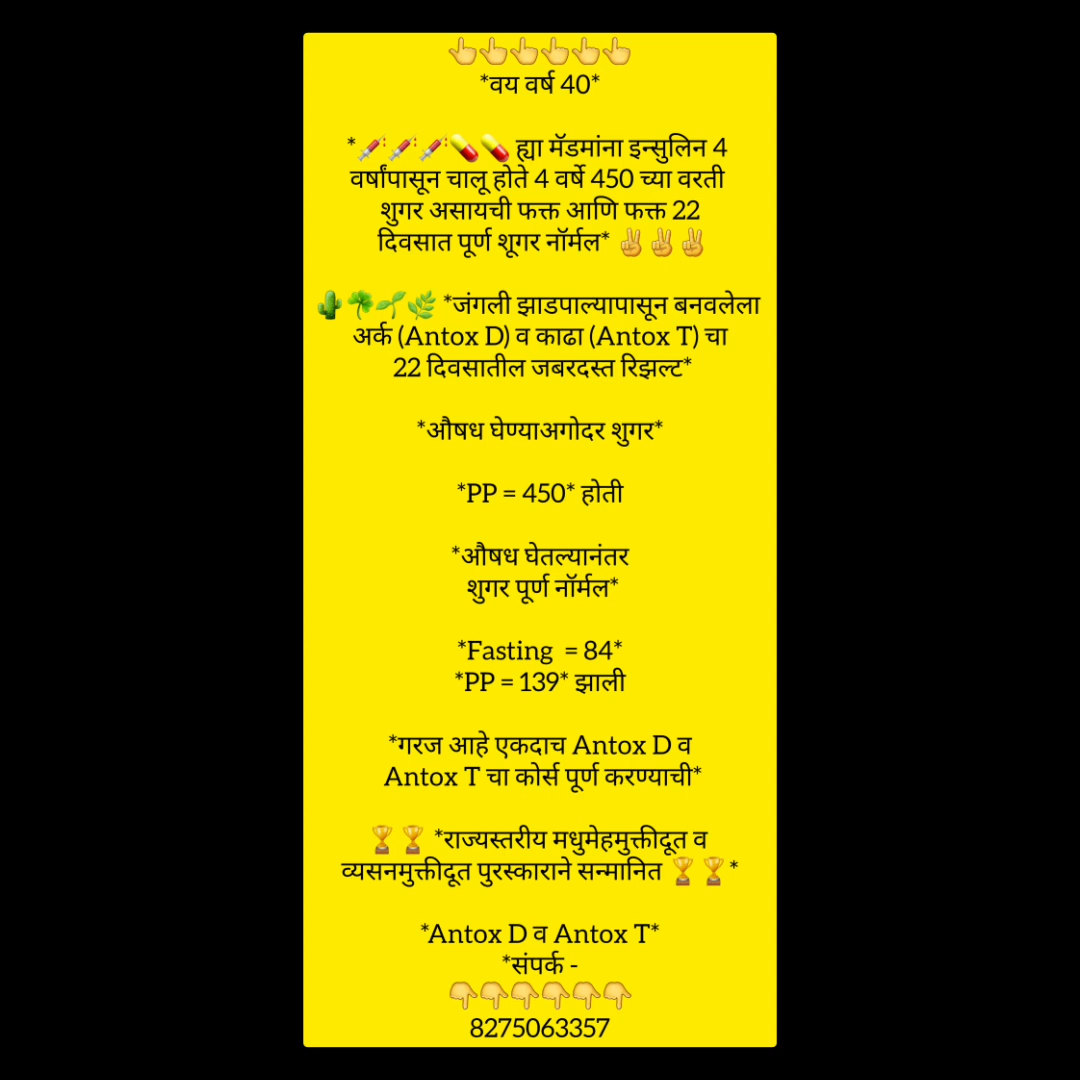 👆👆👆👆👆👆
*वय वर्ष 40*
*💉💉💉💊💊 ह्या मॅडमांना इन्सुलिन 4
वर्षांपासून चालू होते 4 वर्षे 450 च्या वरती
शुगर असायची फक्त आणि फक्त 22
दिवसात पूर्ण शूगर नॉर्मल* ✌✌✌
🌵☘🌱🌿 *जंगली झाडपाल्यापासून बनवलेला
अर्क (Antox D) व काढा (Antox T) चा
22 दिवसातील जबरदस्त रिझल्ट*
*औषध घेण्याअगोदर शुगर*
*PP = 450* होती
*औषध घेतल्यानंतर
शुगर पूर्ण नॉर्मल*
*Fasting  = 84*
*PP = 139* झाली
*गरज आहे एकदाच Antox D व
Antox T चा कोर्स पूर्ण करण्याची*
🏆🏆 *राज्यस्तरीय मधुमेहमुक्तीदूत व
व्यसनमुक्तीदूत पुरस्काराने सन्मानित 🏆🏆*
*Antox D व Antox T*
*संपर्क -
👇👇👇👇👇👇
8275063357